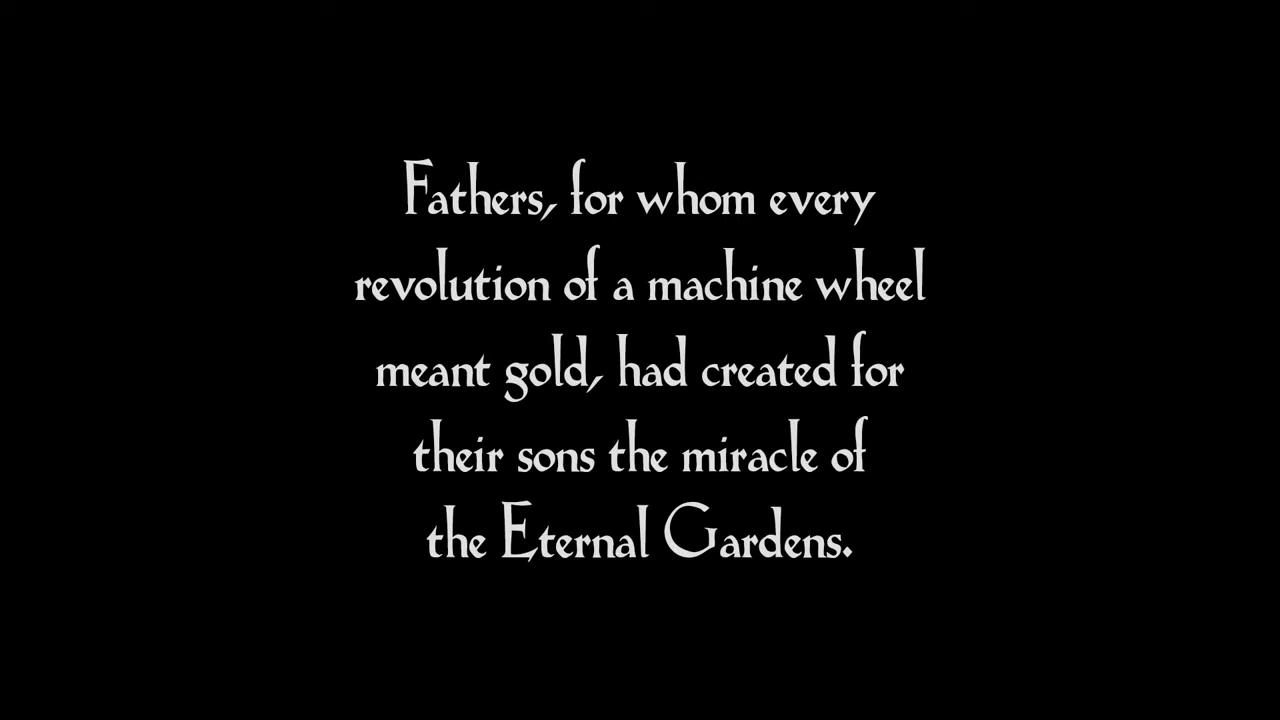 Fathers, for whom every
revolution of a machine wheel
meant gold, had created for
their sons the miracle of
the Eternal Gardens.